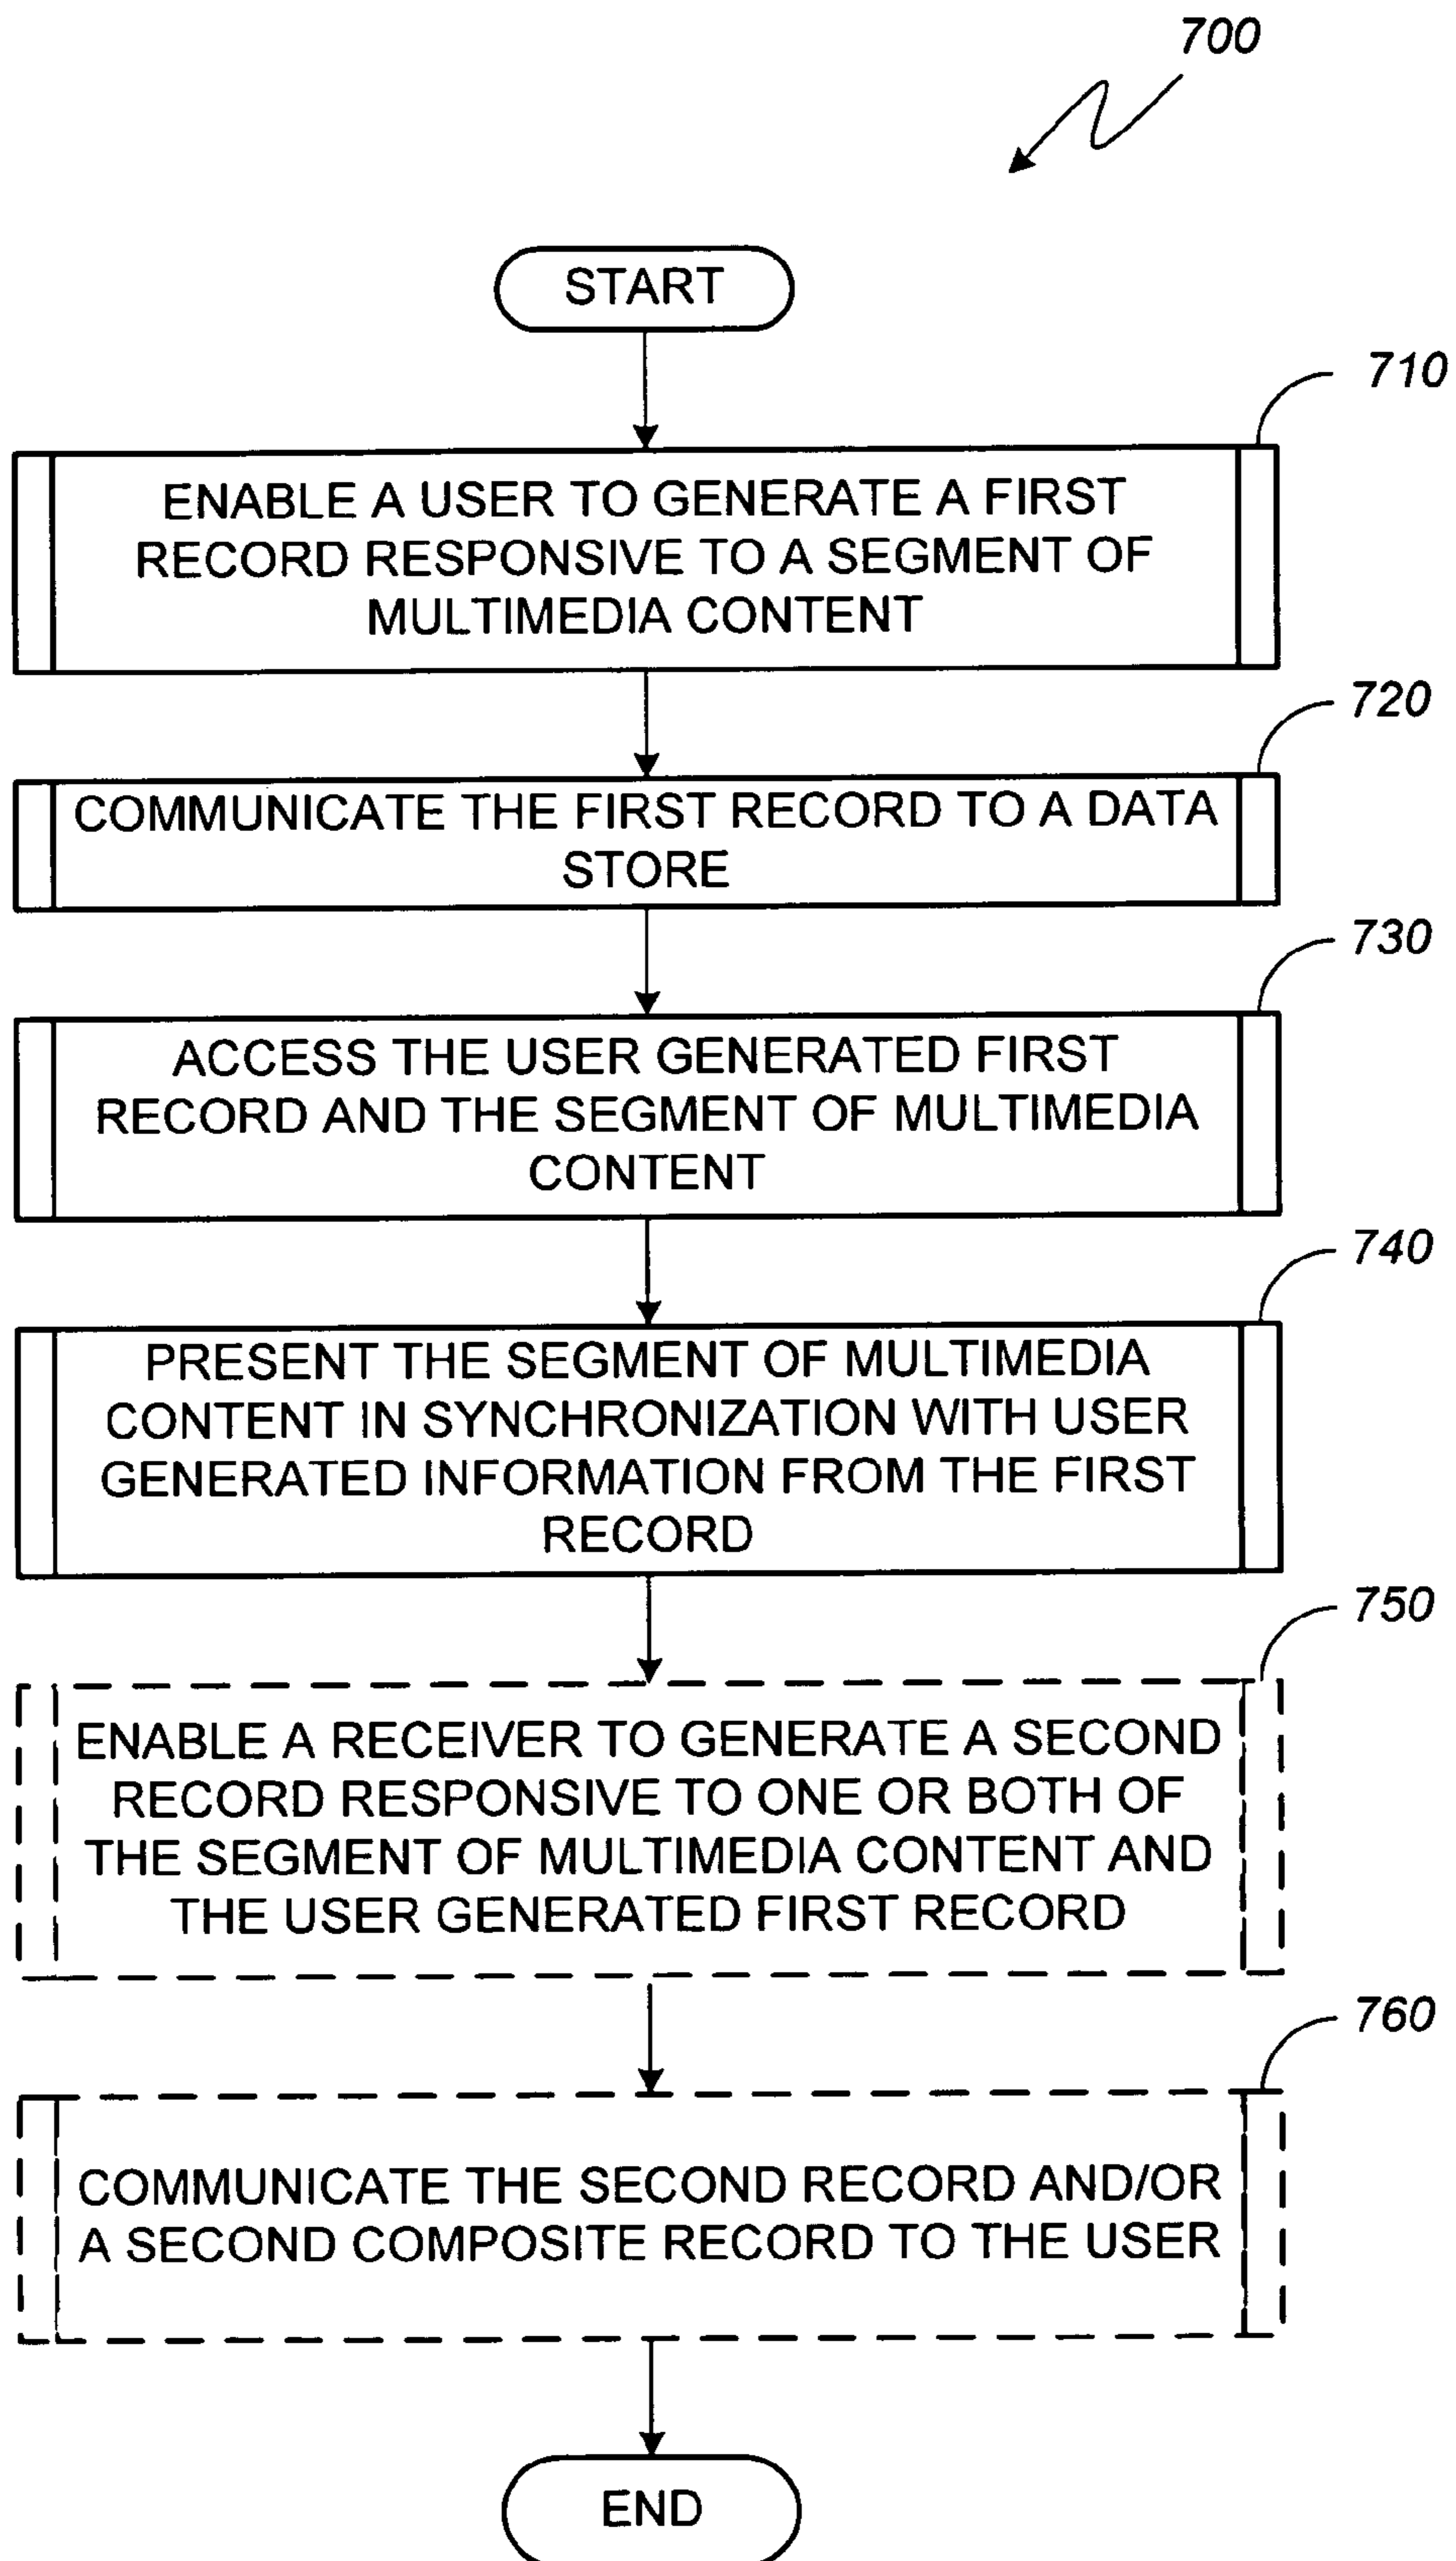 700
START
710
ENABLE A USER TO GENERATE A FIRST
RECORD RESPONSIVE TO A SEGMENT OF
MULTIMEDIA CONTENT
720
COMMUNICATE THE FIRST RECORD TO A DATA
STORE
730
ACCESS THE USER GENERATED FIRST
RECORD AND THE SEGMENT OF MULTIMEDIA
CONTENT
740
PRESENT THE SEGMENT OF MULTIMEDIA
CONTENT IN SYNCHRONIZATION WITH USER
GENERATED INFORMATION FROM THE FIRST
RECORD
750
ENABLE A RECEIVER TO GENERATE A SECOND
RECORD RESPONSIVE TO ONE OR BOTH OF
THE SEGMENT OF MULTIMEDIA CONTENT AND
THE USER GENERATED FIRST RECORD
760
COMMUNICATE THE SECOND RECORD AND/OR
A SECOND COMPOSITE RECORD TO THE USER
END